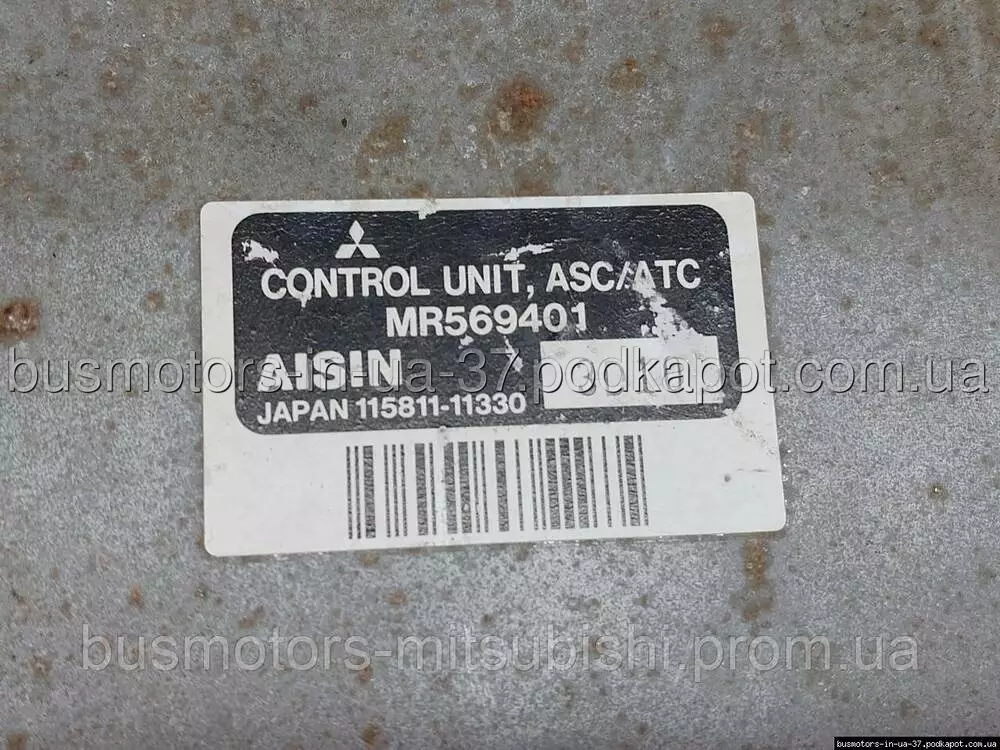 CONTROL UNIT, ASC/ATC
MR569401
busmotors-in-ua-37.podkapot.com.ua
AISIN
JAPAN 115811-11330
busmotors-mitsubishi.prom.ua
busmotors-in-ua-37.podkapot.com.ua